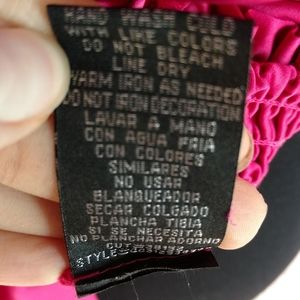 HAND WASH COLD
WITH LIKE COLORS
DO NOT BLEACH
LINE DRY
WARM IRON AS NEEDED
DO NOT IRON DECORATION
LAVAR A MANO
CON AGUA FRIA
CON COLORES
SIMILARES
NO USAR
BLANQUEADOR
SECAR COLGADO
PLANCHA TIBIA
SI SE NECESITA
NO PLANCHAR ADORNO
STYLE